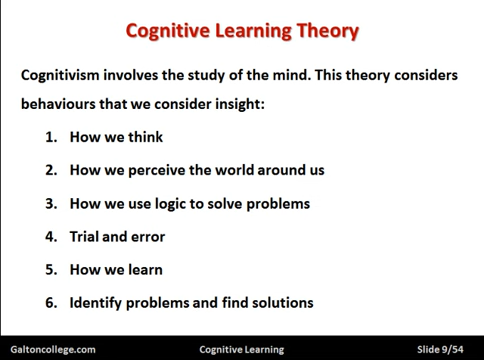 Cognitive Learning Theory
Cognitivism involves the study of the mind. This theory considers
behaviours that we consider insight:
1. How we think
2. How we perceive the world around us
3. How we use logic to solve problems
4. Trial and error
5. How we learn
6. Identify problems and find solutions
Galtoncollege.com Cognitive Learning Slide 9/54